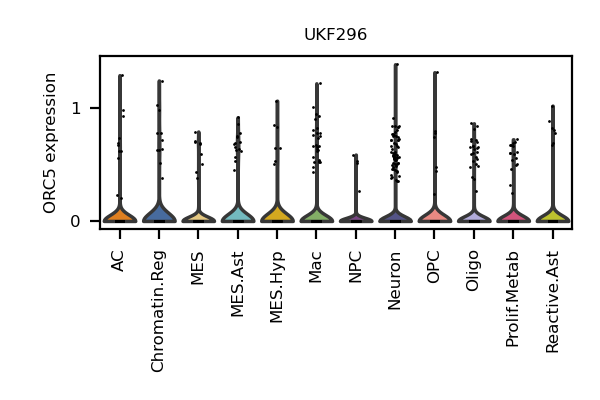 UKF296
ORC5 expression
1
0
AC
Chromatin.Reg
MES
MES.Ast
MES.Hyp
Mac
NPC
Neuron
OPC
Oligo
Prolif.Metab
Reactive.Ast